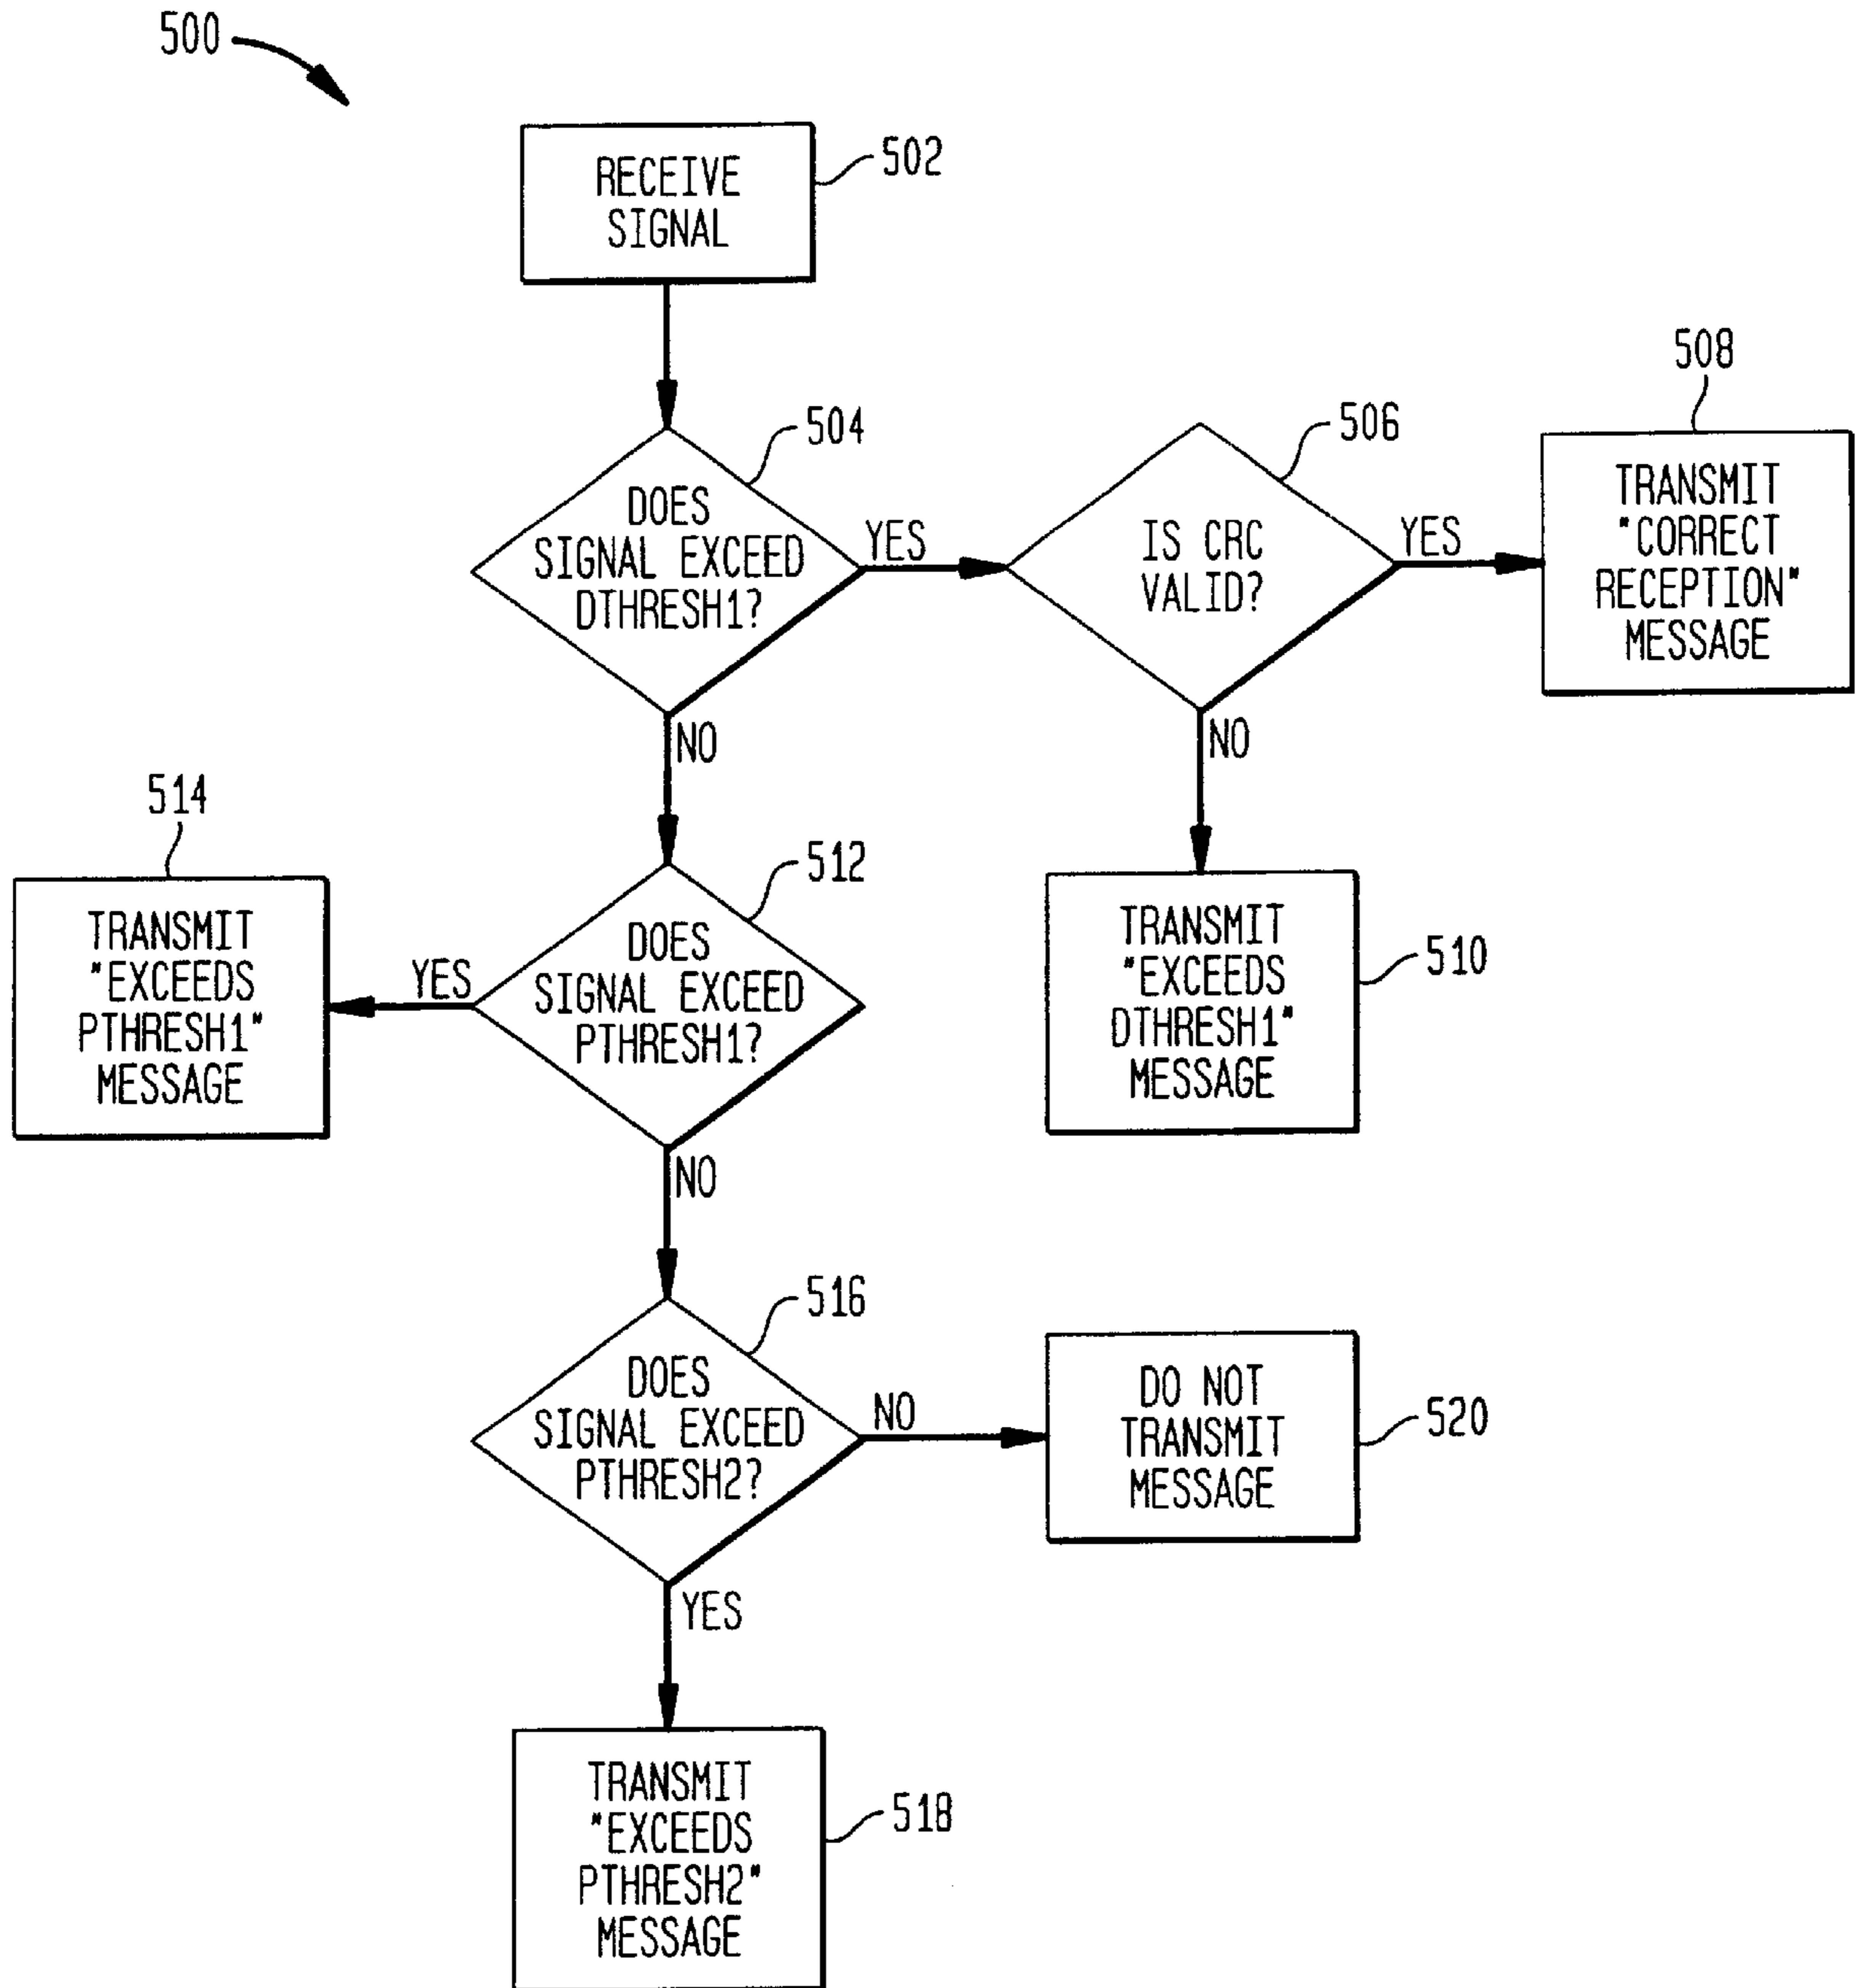 500
RECEIVE
SIGNAL
502
DOES
SIGNAL EXCEED
DTHRESH1?
504
YES
NO
IS CRC
VALID?
506
YES
NO
508
TRANSMIT
"CORRECT
RECEPTION"
MESSAGE
TRANSMIT
"EXCEEDS
DTHRESH1"
MESSAGE
510
DOES
SIGNAL EXCEED
PTHRESH1?
512
YES
NO
514
TRANSMIT
"EXCEEDS
PTHRESH1"
MESSAGE
DOES
SIGNAL EXCEED
PTHRESH2?
516
NO
YES
DO NOT
TRANSMIT
MESSAGE
520
TRANSMIT
"EXCEEDS
PTHRESH2"
MESSAGE
518